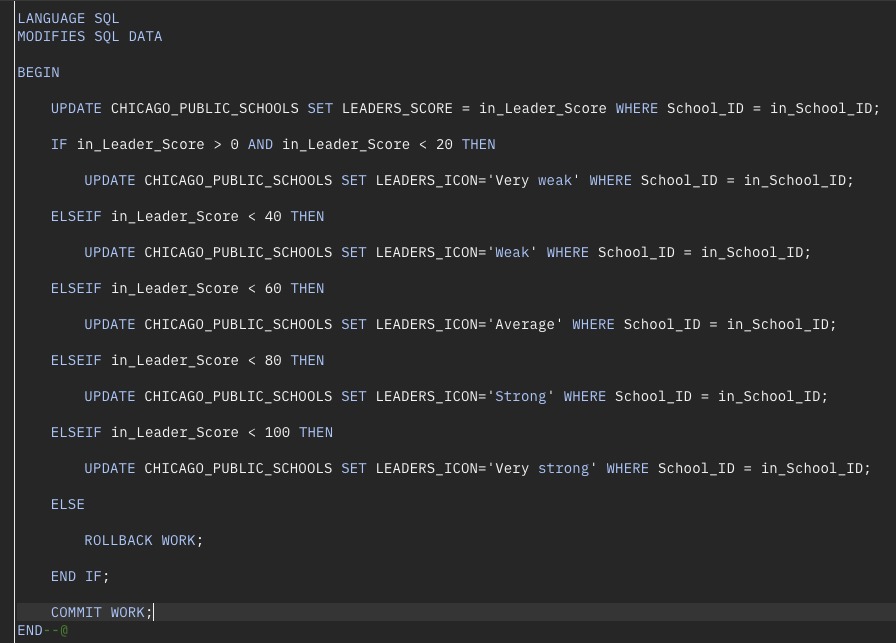 LANGUAGE SQL
MODIFIES SQL DATA
BEGIN
UPDATE CHICAGO_PUBLIC_SCHOOLS SET LEADERS_SCORE = in_Leader_Score WHERE School_ID = in_School_ID;
IF in_Leader_Score > 0 AND in_Leader_Score < 20 THEN
UPDATE CHICAGO_PUBLIC_SCHOOLS SET LEADERS_ICON='Very weak' WHERE School_ID = in_School_ID;
ELSEIF in_Leader_Score < 40 THEN
UPDATE CHICAGO_PUBLIC_SCHOOLS SET LEADERS_ICON='Weak' WHERE School_ID = in_School_ID;
ELSEIF in_Leader_Score < 60 THEN
UPDATE CHICAGO_PUBLIC_SCHOOLS SET LEADERS_ICON='Average' WHERE School_ID = in_School_ID;
ELSEIF in_Leader_Score < 80 THEN
UPDATE CHICAGO_PUBLIC_SCHOOLS SET LEADERS_ICON='Strong' WHERE School_ID = in_School_ID;
ELSEIF in_Leader_Score < 100 THEN
UPDATE CHICAGO_PUBLIC_SCHOOLS SET LEADERS_ICON='Very strong' WHERE School_ID = in_School_ID;
ELSE
ROLLBACK WORK;
END IF;
COMMIT WORK;
END--@